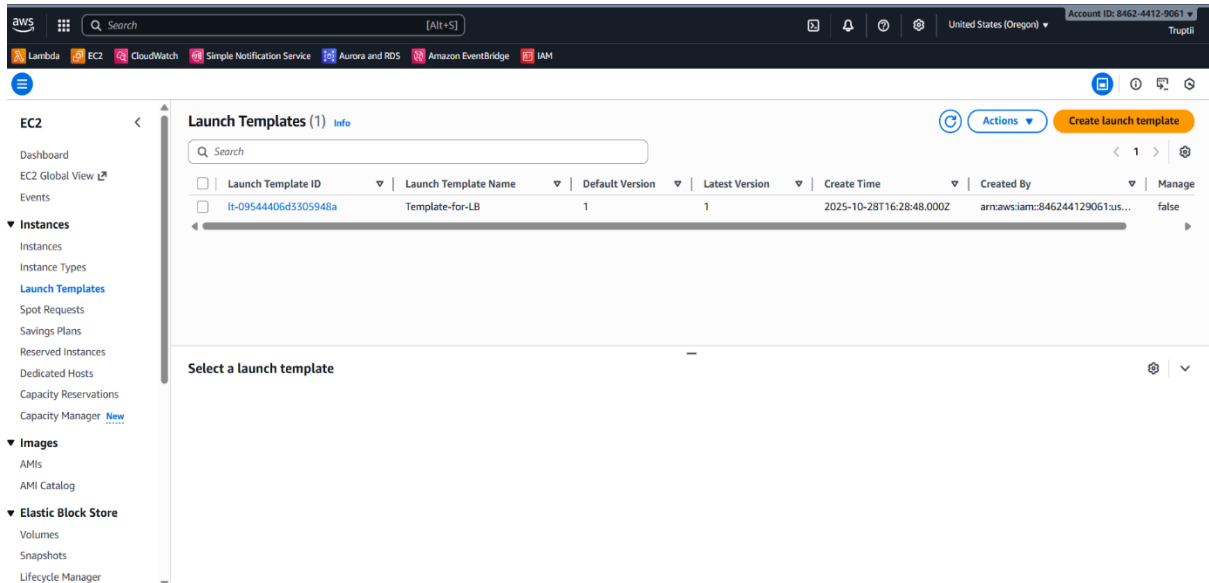 aws Search [Alt+S] United States (Oregon) Account ID: 8462-4412-9061
Truptii
Lambda EC2 CloudWatch Simple Notification Service Aurora and RDS Amazon EventBridge IAM
EC2
Dashboard
EC2 Global View
Events
Instances
Instances
Instance Types
Launch Templates
Spot Requests
Savings Plans
Reserved Instances
Dedicated Hosts
Capacity Reservations
Capacity Manager New
Images
AMIs
AMI Catalog
Elastic Block Store
Volumes
Snapshots
Lifecycle Manager
Launch Templates (1) Info Actions Create launch template
Search 1
Launch Template ID Launch Template Name Default Version Latest Version Create Time Created By Manage
lt-09544406d3305948a Template-for-LB 1 1 2025-10-28T16:28:48.000Z arn:aws:iam::846244129061:us... false
Select a launch template